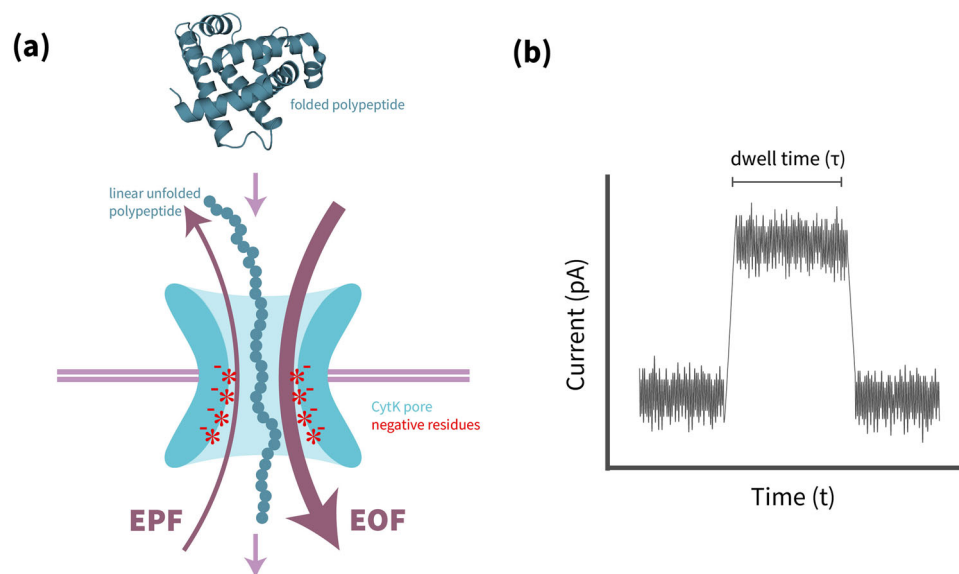 (a)
folded polypeptide
linear unfolded
polypeptide
- * - *
- * - *
- * - *
- * - *
CytK pore
negative residues
EPF
EOF
(b)
dwell time (τ)
Current (pA)
Time (t)